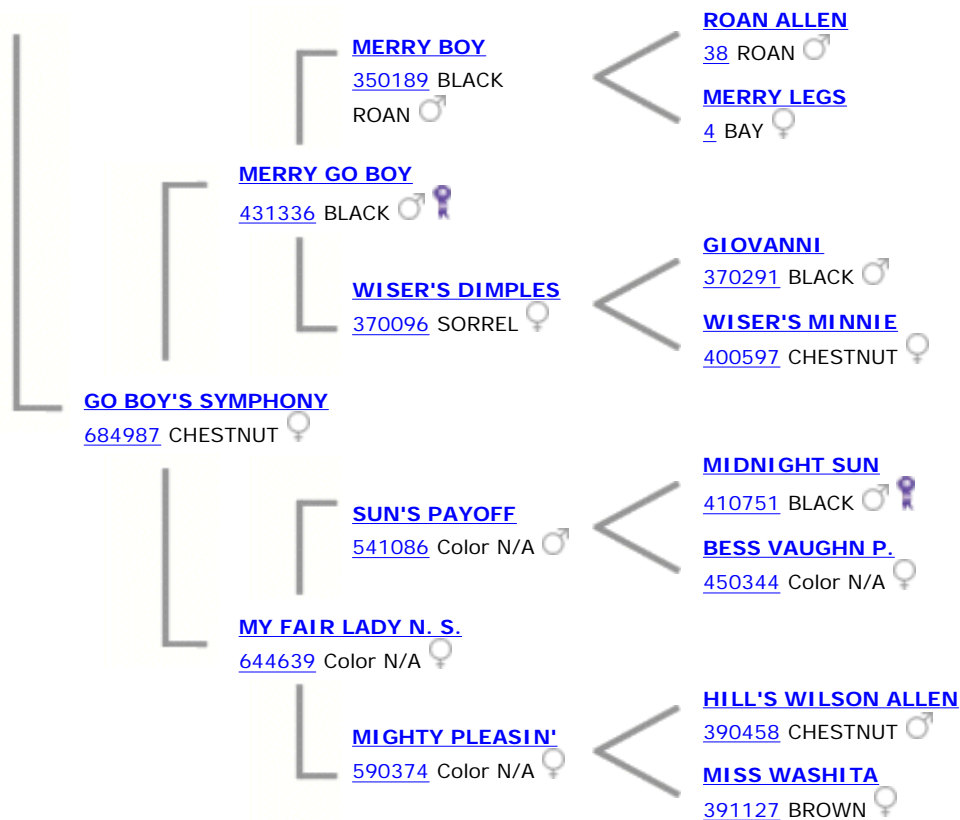 ROAN ALLEN
38 ROAN
MERRY BOY
350189 BLACK
ROAN
MERRY LEGS
4 BAY
MERRY GO BOY
431336 BLACK
GIOVANNI
370291 BLACK
WISER'S DIMPLES
370096 SORREL
WISER'S MINNIE
400597 CHESTNUT
GO BOY'S SYMPHONY
684987 CHESTNUT
MIDNIGHT SUN
410751 BLACK
SUN'S PAYOFF
541086 Color N/A
BESS VAUGHN P.
450344 Color N/A
MY FAIR LADY N. S.
644639 Color N/A
HILL'S WILSON ALLEN
390458 CHESTNUT
MIGHTY PLEASIN'
590374 Color N/A
MISS WASHITA
391127 BROWN